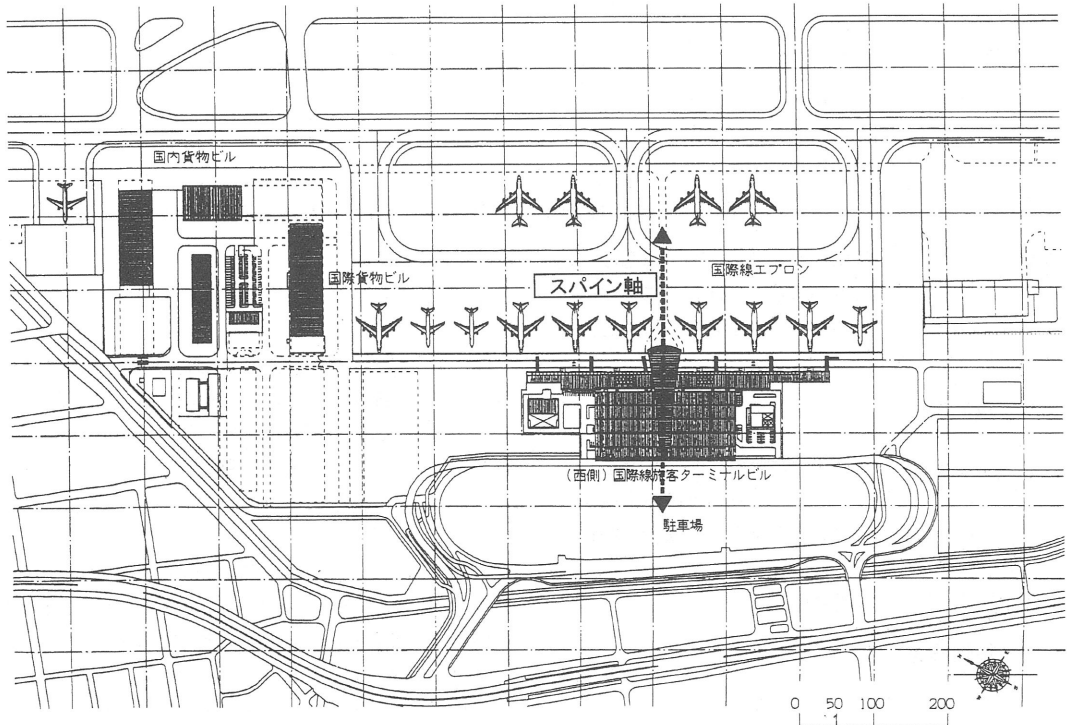 国内貨物ビル
国際貨物ビル
国際線エプロン
スパイン軸
(西側)国際線旅客ターミナルビル
駐車場
0 50 100 200